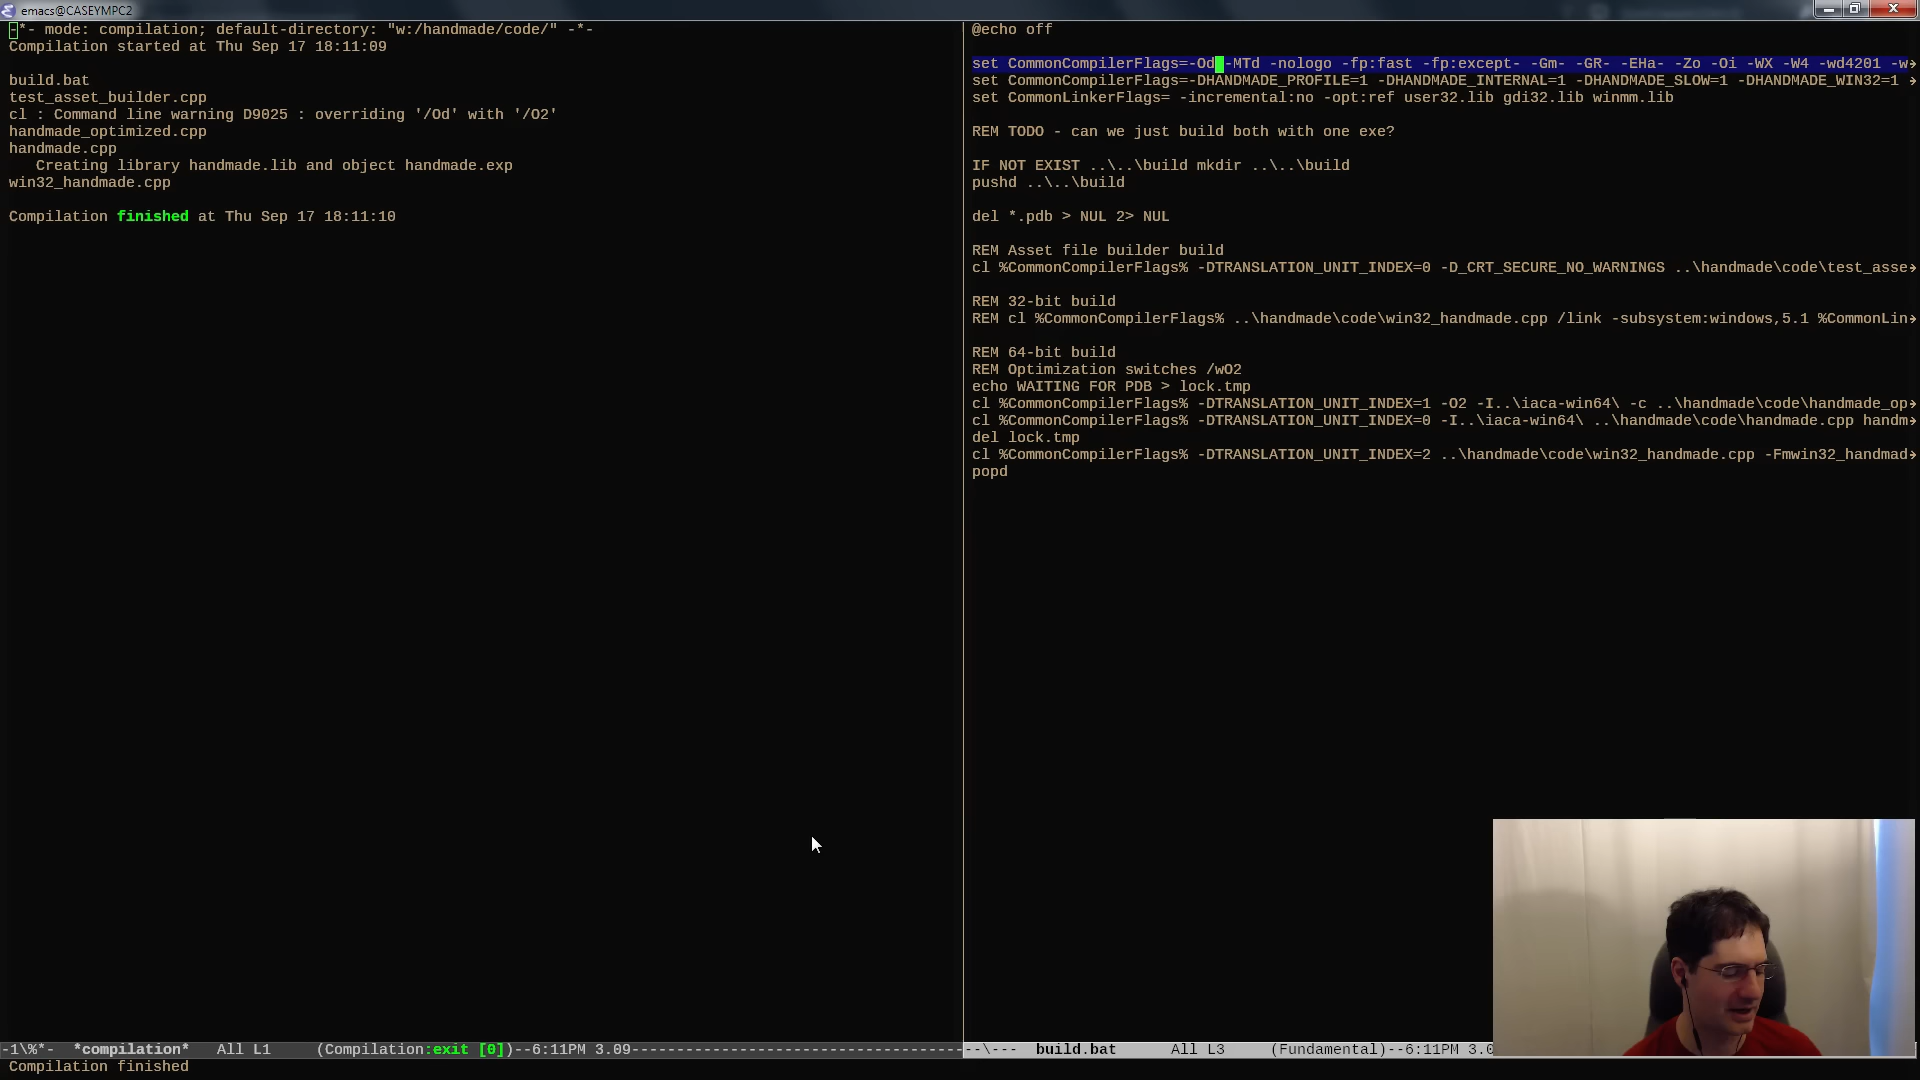 emacs@CASEYMPC2
-*- mode: compilation; default-directory: "w:/handmade/code/" -*-
Compilation started at Thu Sep 17 18:11:09
build.bat
test_asset_builder.cpp
cl : Command line warning D9025 : overriding '/Od' with '/O2'
handmade_optimized.cpp
handmade.cpp
Creating library handmade.lib and object handmade.exp
win32_handmade.cpp
Compilation finished at Thu Sep 17 18:11:10
-1\%*-  *compilation*   All L1     (Compilation:exit [0])--6:11PM 3.09-------------------------------------
Compilation finished
@echo off
set CommonCompilerFlags=-Od -MTd -nologo -fp:fast -fp:except- -Gm- -GR- -EHa- -Zo -Oi -WX -W4 -wd4201 -w
set CommonCompilerFlags=-DHANDMADE_PROFILE=1 -DHANDMADE_INTERNAL=1 -DHANDMADE_SLOW=1 -DHANDMADE_WIN32=1
set CommonLinkerFlags= -incremental:no -opt:ref user32.lib gdi32.lib winmm.lib
REM TODO - can we just build both with one exe?
IF NOT EXIST ..\..\build mkdir ..\..\build
pushd ..\..\build
del *.pdb > NUL 2> NUL
REM Asset file builder build
cl %CommonCompilerFlags% -DTRANSLATION_UNIT_INDEX=0 -D_CRT_SECURE_NO_WARNINGS ..\handmade\code\test_asse
REM 32-bit build
REM cl %CommonCompilerFlags% ..\handmade\code\win32_handmade.cpp /link -subsystem:windows,5.1 %CommonLin
REM 64-bit build
REM Optimization switches /wO2
echo WAITING FOR PDB > lock.tmp
cl %CommonCompilerFlags% -DTRANSLATION_UNIT_INDEX=1 -O2 -I..\iaca-win64\ -c ..\handmade\code\handmade_op
cl %CommonCompilerFlags% -DTRANSLATION_UNIT_INDEX=0 -I..\iaca-win64\ ..\handmade\code\handmade.cpp handm
del lock.tmp
cl %CommonCompilerFlags% -DTRANSLATION_UNIT_INDEX=2 ..\handmade\code\win32_handmade.cpp -Fmwin32_handmad
popd
--\---  build.bat      All L3     (Fundamental)--6:11PM 3.0